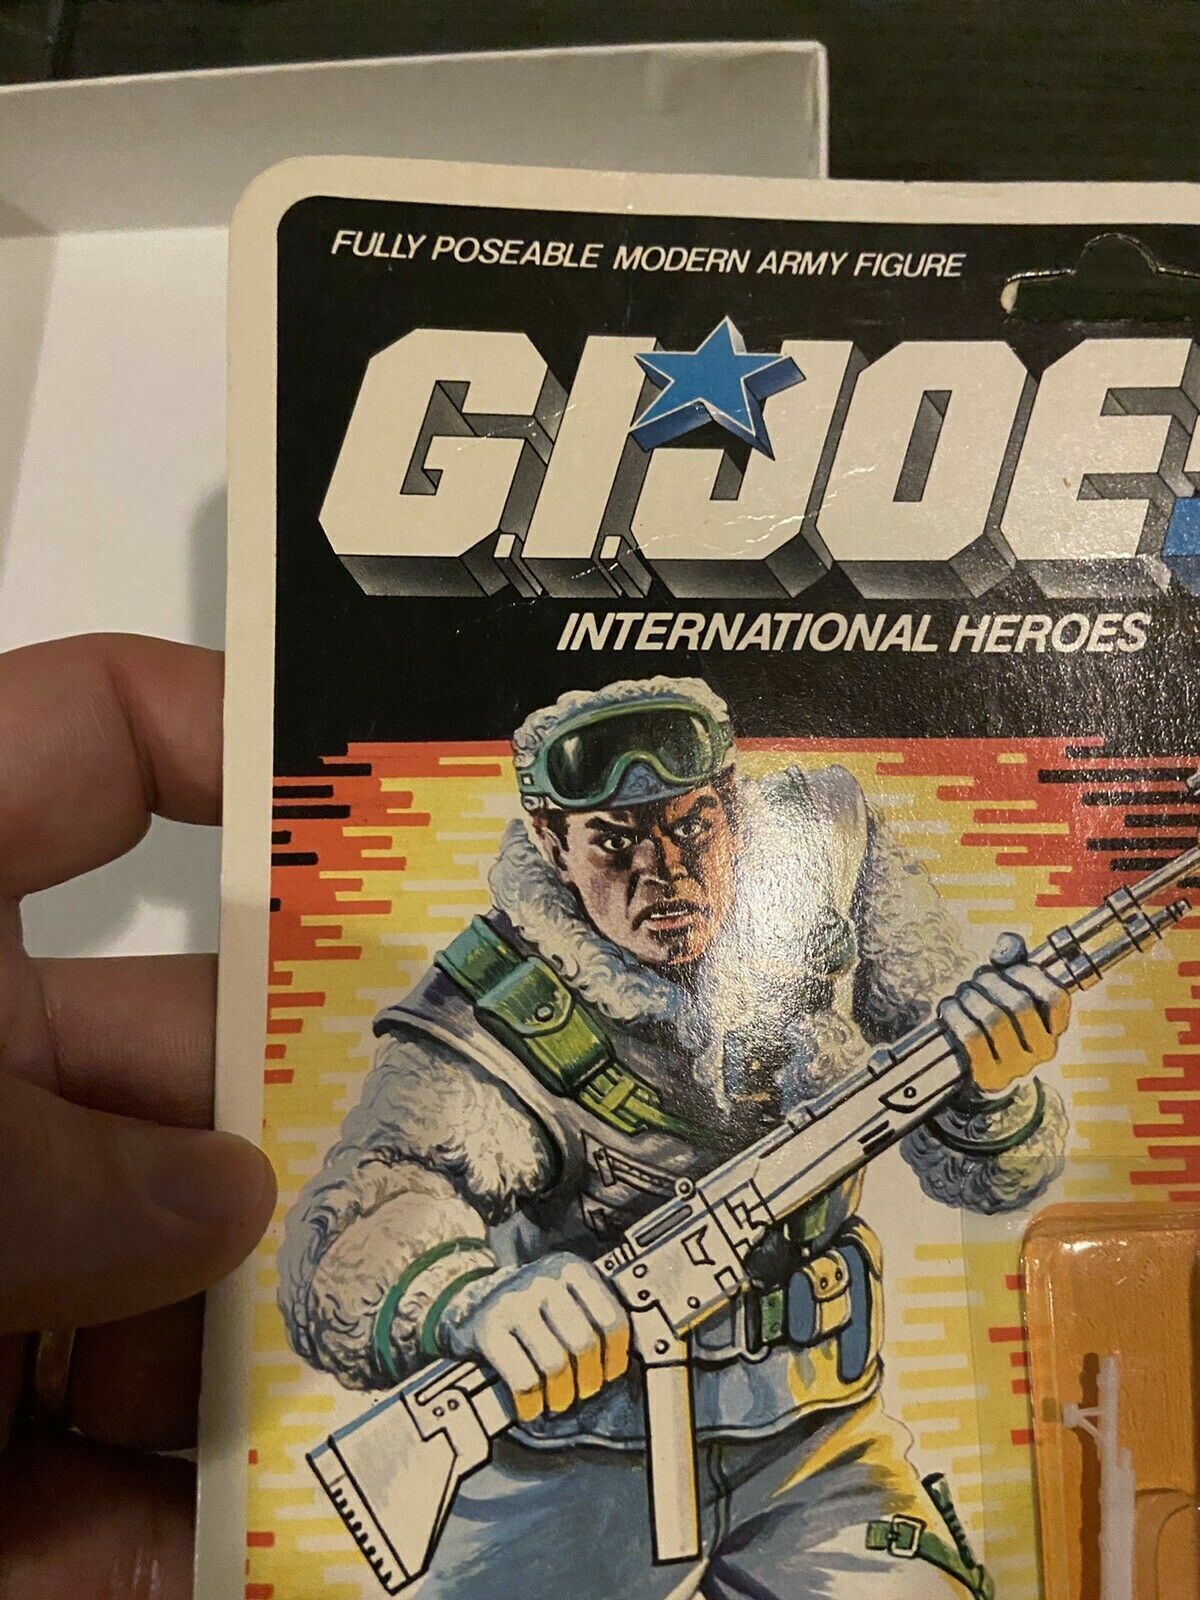 FULLY POSEABLE MODERN ARMY FIGURE
G.I.JOE
INTERNATIONAL HEROES